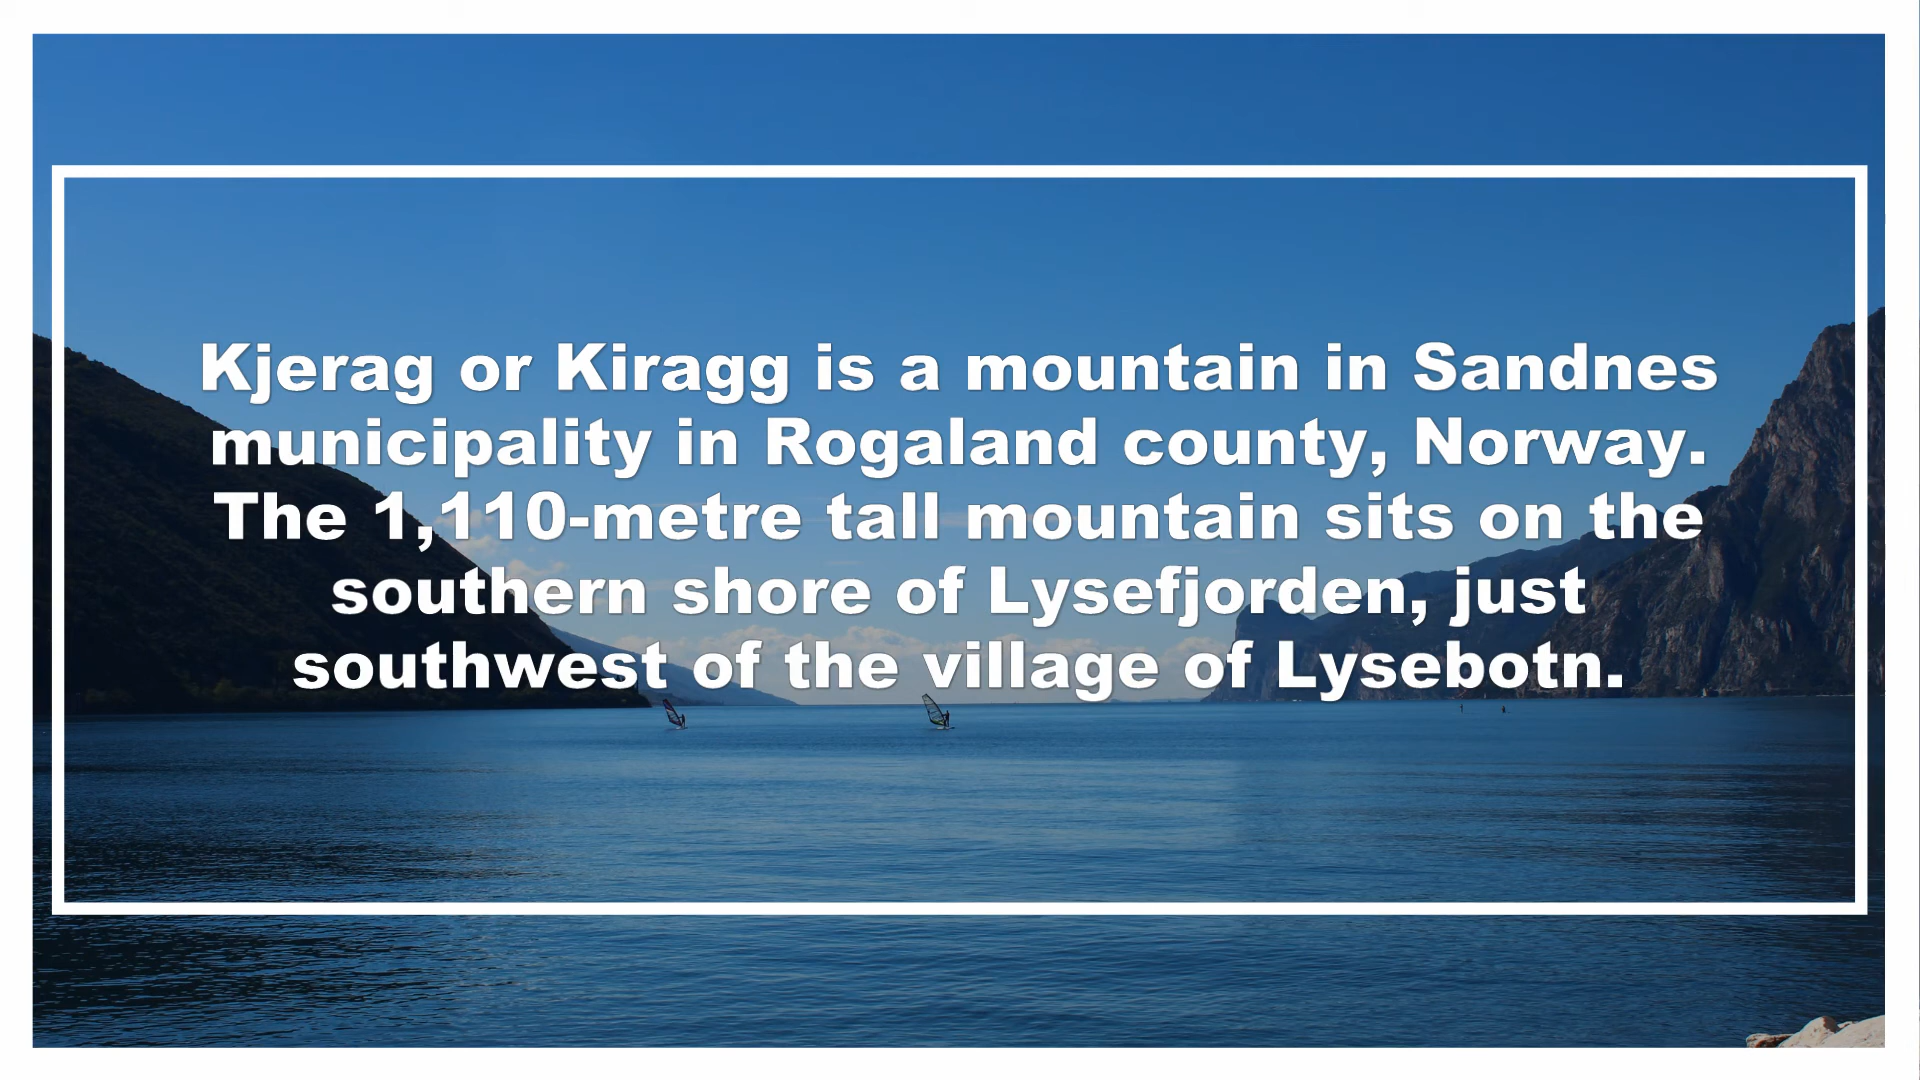 Kjerag or Kiragg is a mountain in Sandnes
municipality in Rogaland county, Norway.
The 1,110-metre tall mountain sits on the
southern shore of Lysefjorden, just
southwest of the village of Lysebotn.